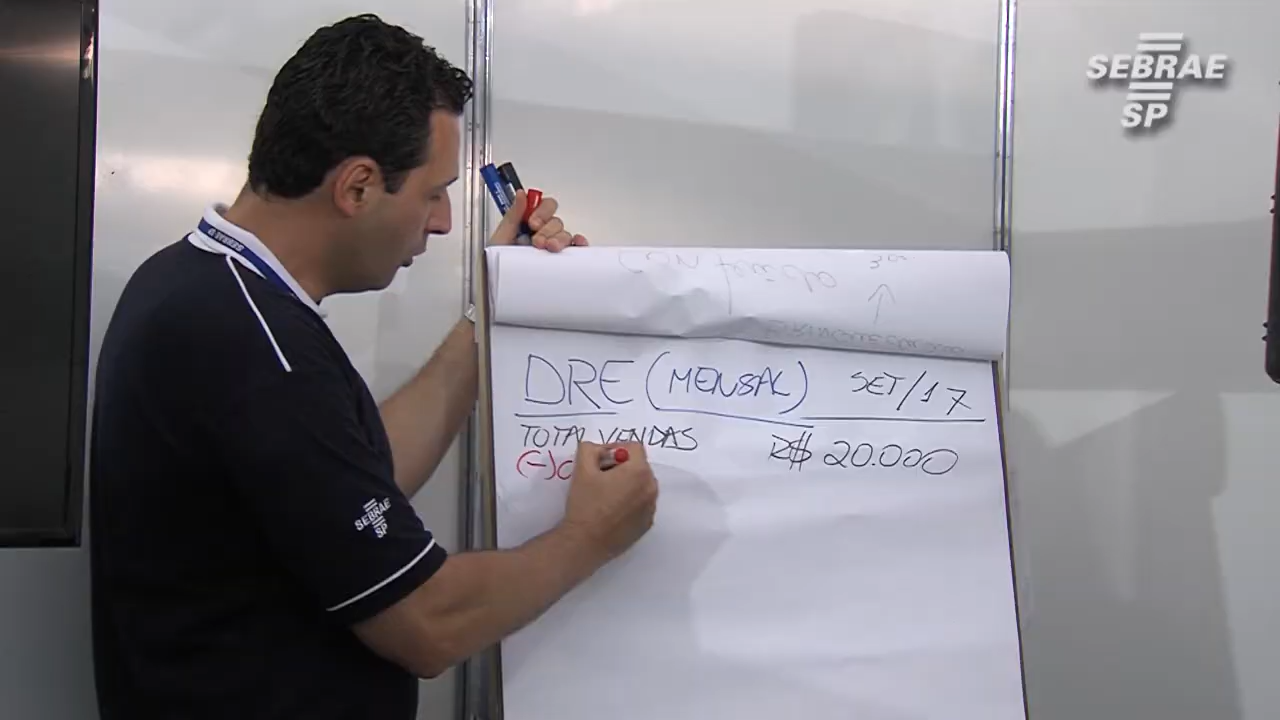 SEBRAE
SP
DRE (MENSAL) SET/17
TOTAL VENDAS R$ 20.000
(-)C
SEBRAE
SP